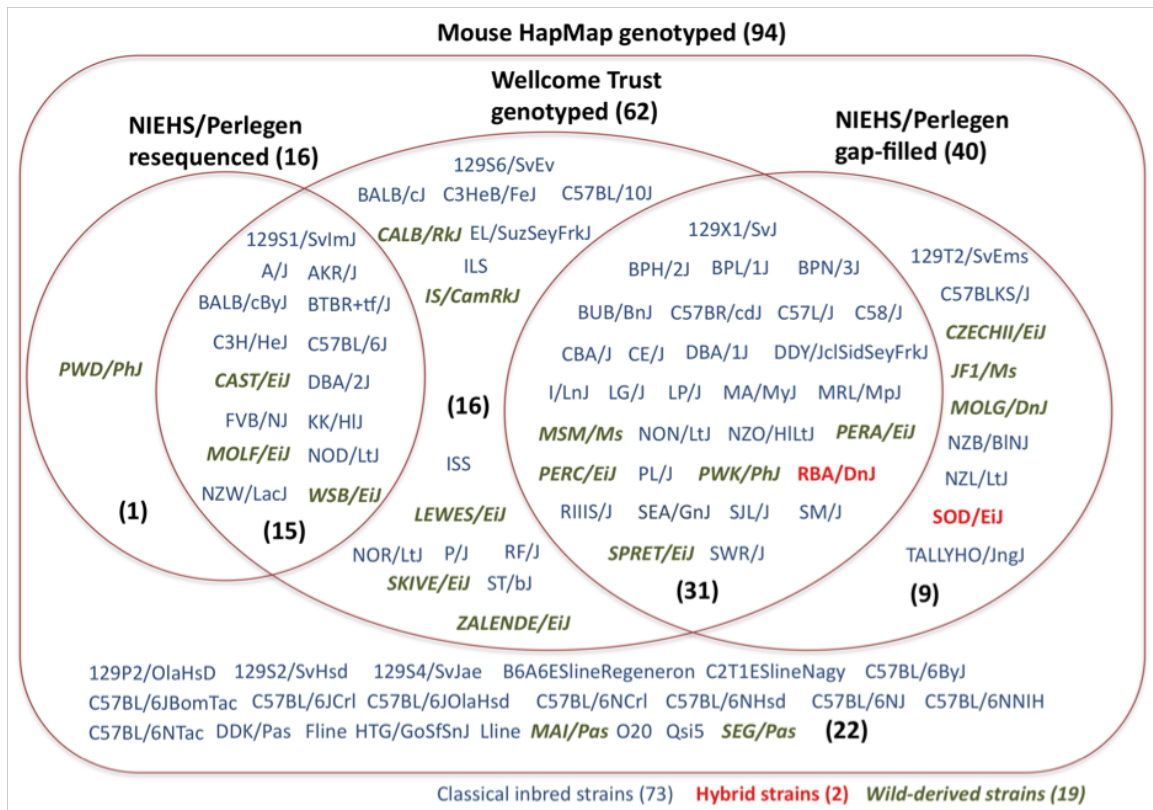 Mouse HapMap genotyped (94)
Wellcome Trust
genotyped (62)
NIEHS/Perlegen
resequenced (16)
NIEHS/Perlegen
gap-filled (40)
PWD/PhJ
(1)
129S1/SvImJ
A/J AKR/J
BALB/cByJ BTBR+tf/J
C3H/HeJ C57BL/6J
CAST/EiJ DBA/2J
FVB/NJ KK/HlJ
MOLF/EiJ NOD/LtJ
NZW/LacJ WSB/EiJ
(15)
129S6/SvEv
BALB/cJ C3HeB/FeJ C57BL/10J
CALB/RkJ EL/SuzSeyFrkJ
ILS
IS/CamRkJ
(16)
ISS
LEWES/EiJ
NOR/LtJ P/J RF/J
SKIVE/EiJ ST/bJ
ZALENDE/EiJ
129X1/SvJ
BPH/2J BPL/1J BPN/3J
BUB/BnJ C57BR/cdJ C57L/J C58/J
CBA/J CE/J DBA/1J DDY/JclSidSeyFrkJ
I/LnJ LG/J LP/J MA/MyJ MRL/MpJ
MSM/Ms NON/LtJ NZO/HlLtJ PERA/EiJ
PERC/EiJ PL/J PWK/PhJ RBA/DnJ
RIIIS/J SEA/GnJ SJL/J SM/J
SPRET/EiJ SWR/J
(31)
129T2/SvEms
C57BLKS/J
CZECHII/EiJ
JF1/Ms
MOLG/DnJ
NZB/BlNJ
NZL/LtJ
SOD/EiJ
TALLYHO/JngJ
(9)
129P2/OlaHsD 129S2/SvHsd 129S4/SvJae B6A6ESlineRegeneron C2T1ESlineNagy C57BL/6ByJ
C57BL/6JBomTac C57BL/6JCrl C57BL/6JOlaHsd C57BL/6NCrl C57BL/6NHsd C57BL/6NJ C57BL/6NNIH
C57BL/6NTac DDK/Pas Fline HTG/GoSfSnJ Lline MAI/Pas O20 Qsi5 SEG/Pas (22)
Classical inbred strains (73) Hybrid strains (2) Wild-derived strains (19)